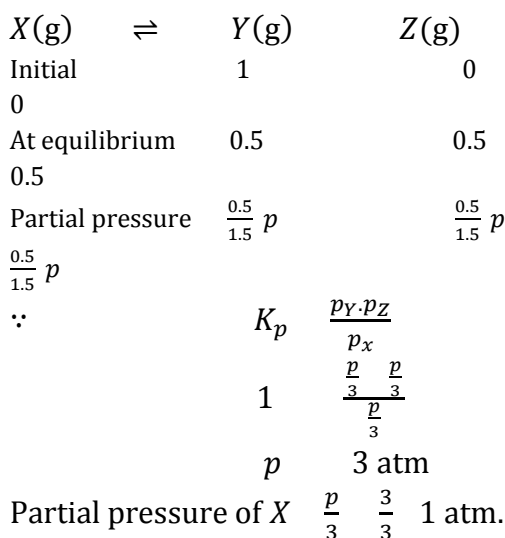 X(g) ⇌ Y(g) Z(g)
Initial 1 0
0
At equilibrium 0.5 0.5
0.5
Partial pressure 0.5/1.5 p 0.5/1.5 p
0.5/1.5 p
∵ K_p p_Y.p_Z/p_x
1 p/3 p/3 / p/3
p 3 atm
Partial pressure of X p/3 3/3 1 atm.